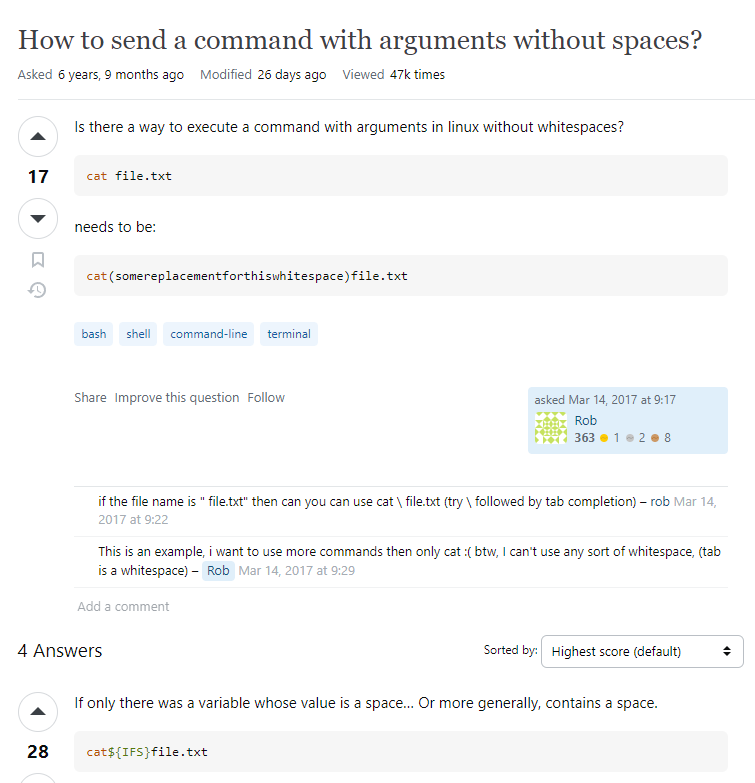 How to send a command with arguments without spaces?
Asked 6 years, 9 months ago Modified 26 days ago Viewed 47k times
Is there a way to execute a command with arguments in linux without whitespaces?
17
cat file.txt
needs to be:
cat(somereplacementforthiswhitespace)file.txt
bash shell command-line terminal
Share Improve this question Follow
asked Mar 14, 2017 at 9:17
Rob
363 1 2 8
if the file name is " file.txt" then can you can use cat \ file.txt (try \ followed by tab completion) – rob Mar 14,
2017 at 9:22
This is an example, i want to use more commands then only cat :( btw, I can't use any sort of whitespace, (tab
is a whitespace) – Rob Mar 14, 2017 at 9:29
Add a comment
4 Answers
Sorted by: Highest score (default)
If only there was a variable whose value is a space... Or more generally, contains a space.
28
cat${IFS}file.txt